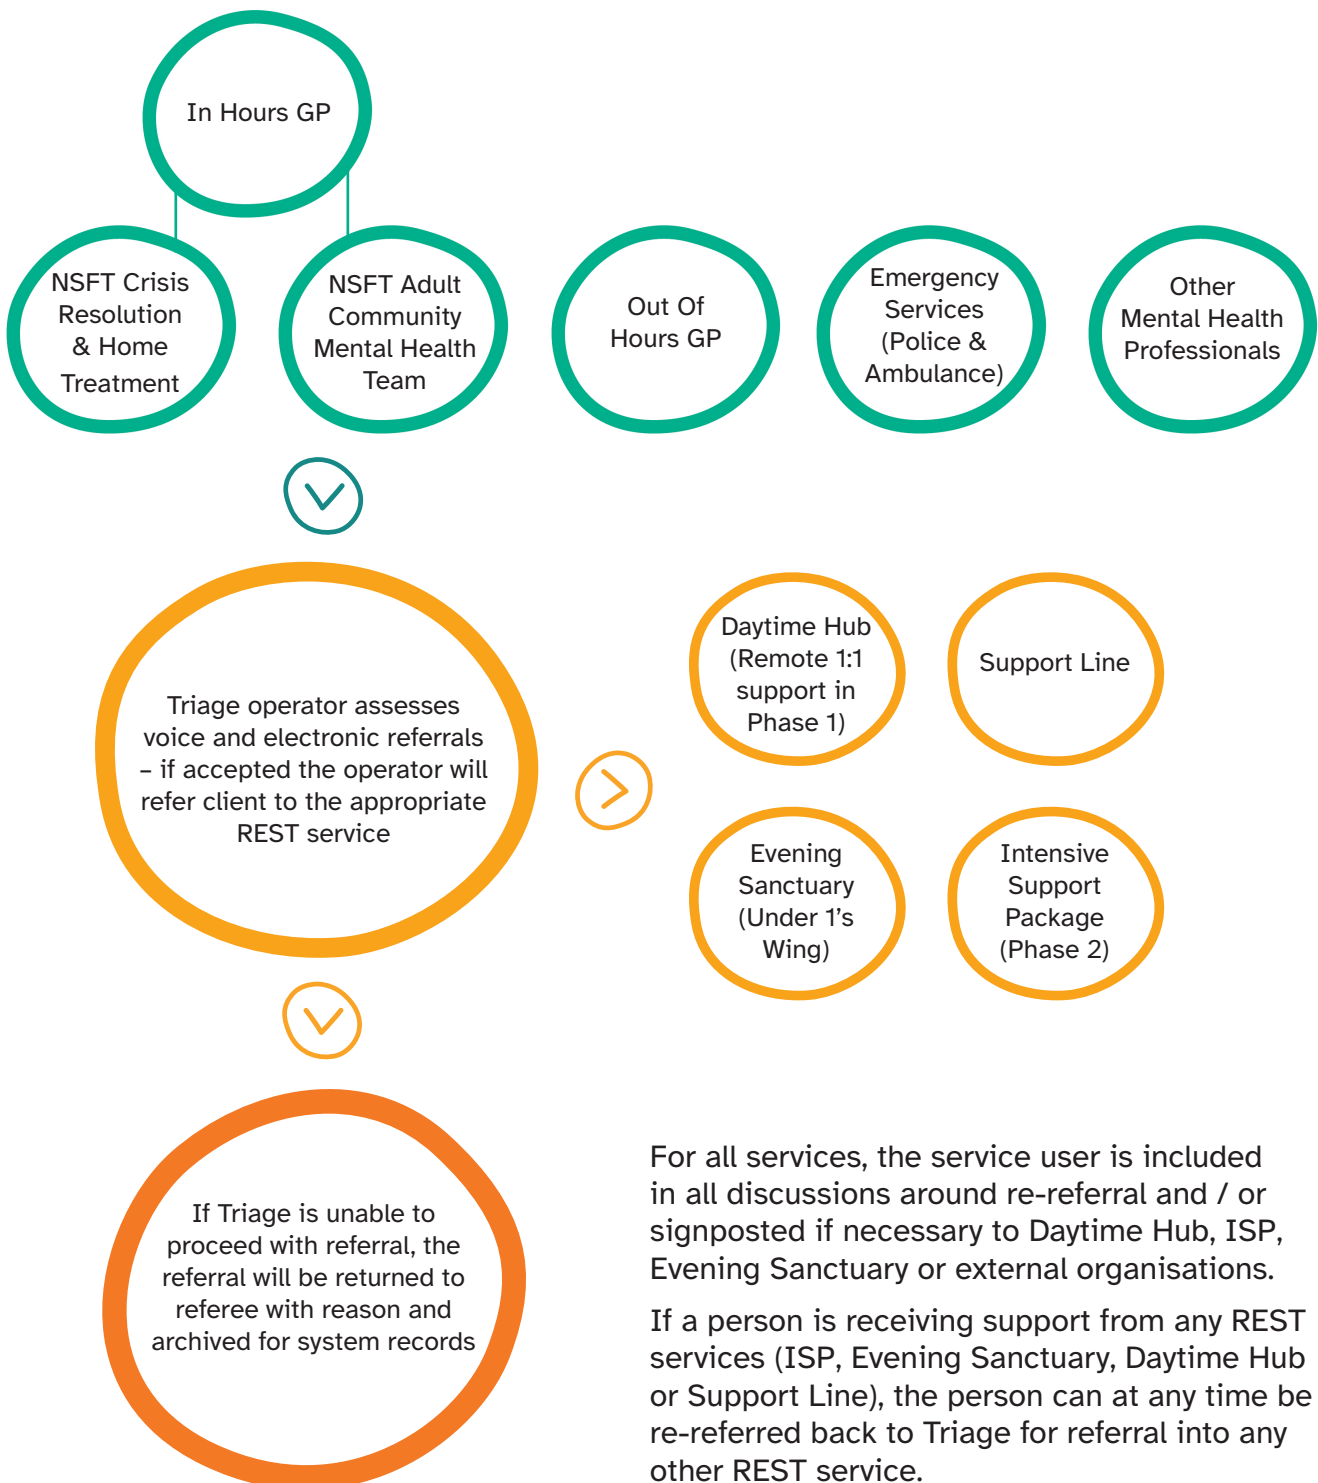 In Hours GP
NSFT Crisis
Resolution
& Home
Treatment
NSFT Adult
Community
Mental Health
Team
Out Of
Hours GP
Emergency
Services
(Police &
Ambulance)
Other
Mental Health
Professionals
Triage operator assesses
voice and electronic referrals
– if accepted the operator will
refer client to the appropriate
REST service
Daytime Hub
(Remote 1:1
support in
Phase 1)
Support Line
Evening
Sanctuary
(Under 1’s
Wing)
Intensive
Support
Package
(Phase 2)
If Triage is unable to
proceed with referral, the
referral will be returned to
referee with reason and
archived for system records
For all services, the service user is included
in all discussions around re-referral and / or
signposted if necessary to Daytime Hub, ISP,
Evening Sanctuary or external organisations.
If a person is receiving support from any REST
services (ISP, Evening Sanctuary, Daytime Hub
or Support Line), the person can at any time be
re-referred back to Triage for referral into any
other REST service.